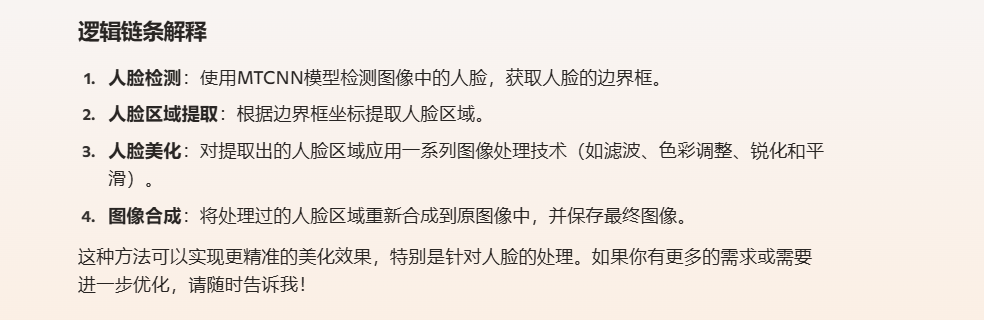 逻辑链条解释
1. 人脸检测：使用MTCNN模型检测图像中的人脸，获取人脸的边界框。
2. 人脸区域提取：根据边界框坐标提取人脸区域。
3. 人脸美化：对提取出的人脸区域应用一系列图像处理技术（如滤波、色彩调整、锐化和平
滑）。
4. 图像合成：将处理过的人脸区域重新合成到原图像中，并保存最终图像。
这种方法可以实现更精准的美化效果，特别是针对人脸的处理。如果你有更多的需求或需要
进一步优化，请随时告诉我！